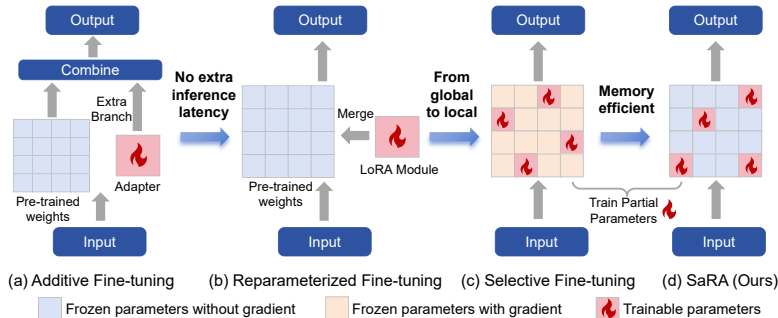 Output
Combine
Extra
Branch
Adapter
Pre-trained
weights
Input
(a) Additive Fine-tuning
No extra
inference
latency
Output
Merge
LoRA Module
Pre-trained
weights
Input
(b) Reparameterized Fine-tuning
From
global
to local
Output
Input
(c) Selective Fine-tuning
Memory
efficient
Train Partial
Parameters
Output
Input
(d) SaRA (Ours)
Frozen parameters without gradient
Frozen parameters with gradient
Trainable parameters